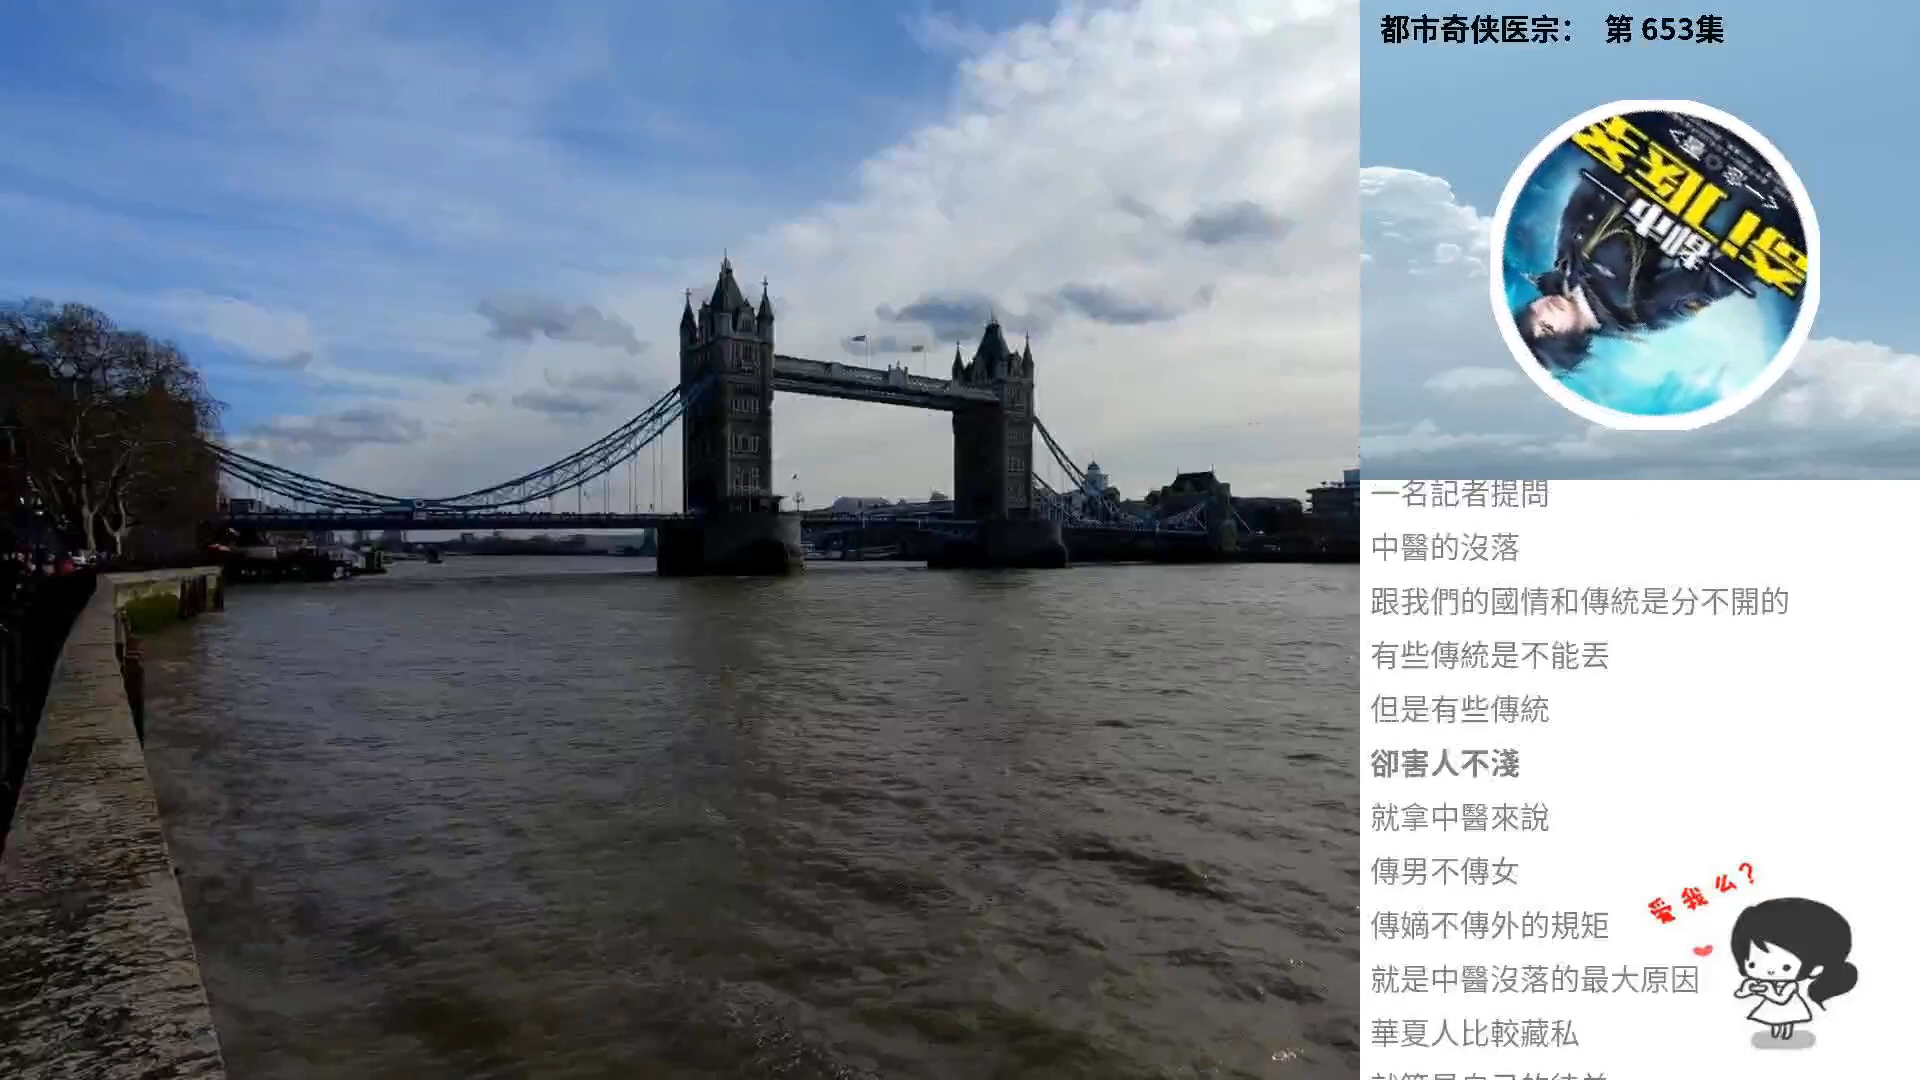 都市奇侠医宗： 第 653集
都市
一名記者提問
中醫的沒落
跟我們的國情和傳統是分不開的
有些傳統是不能丟
但是有些傳統
卻害人不淺
就拿中醫來說
傳男不傳女
愛我么？
傳嫡不傳外的規矩
就是中醫沒落的最大原因
華夏人比較藏私